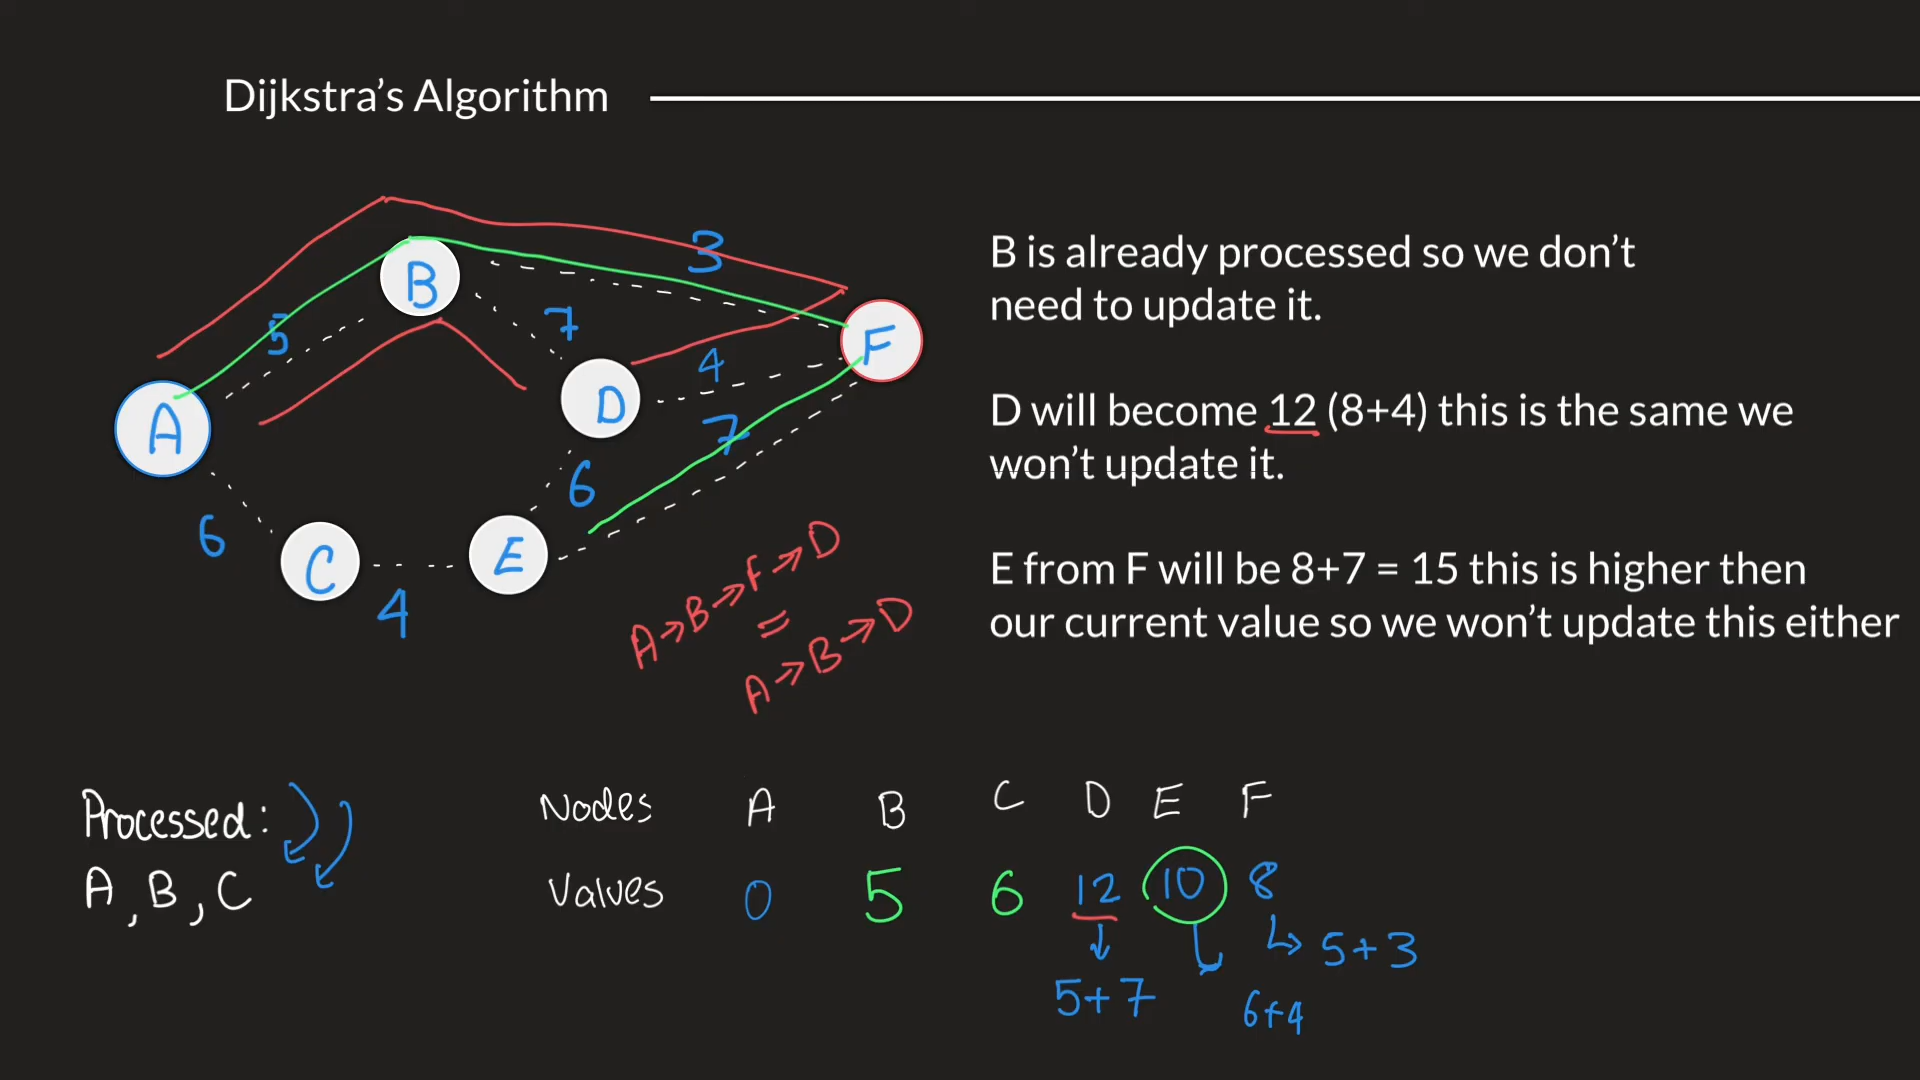 Dijkstra's Algorithm
3
B
7
5
F
4
D
A
7
6
6
C
E
4
A→B→F→D
=
A→B→D
B is already processed so we don't
need to update it.
D will become 12 (8+4) this is the same we
won't update it.
E from F will be 8+7 = 15 this is higher then
our current value so we won't update this either
Processed:
A, B, C
Nodes A B C D E F
Values 0 5 6 12 10 8
5+3
5+7
6+4